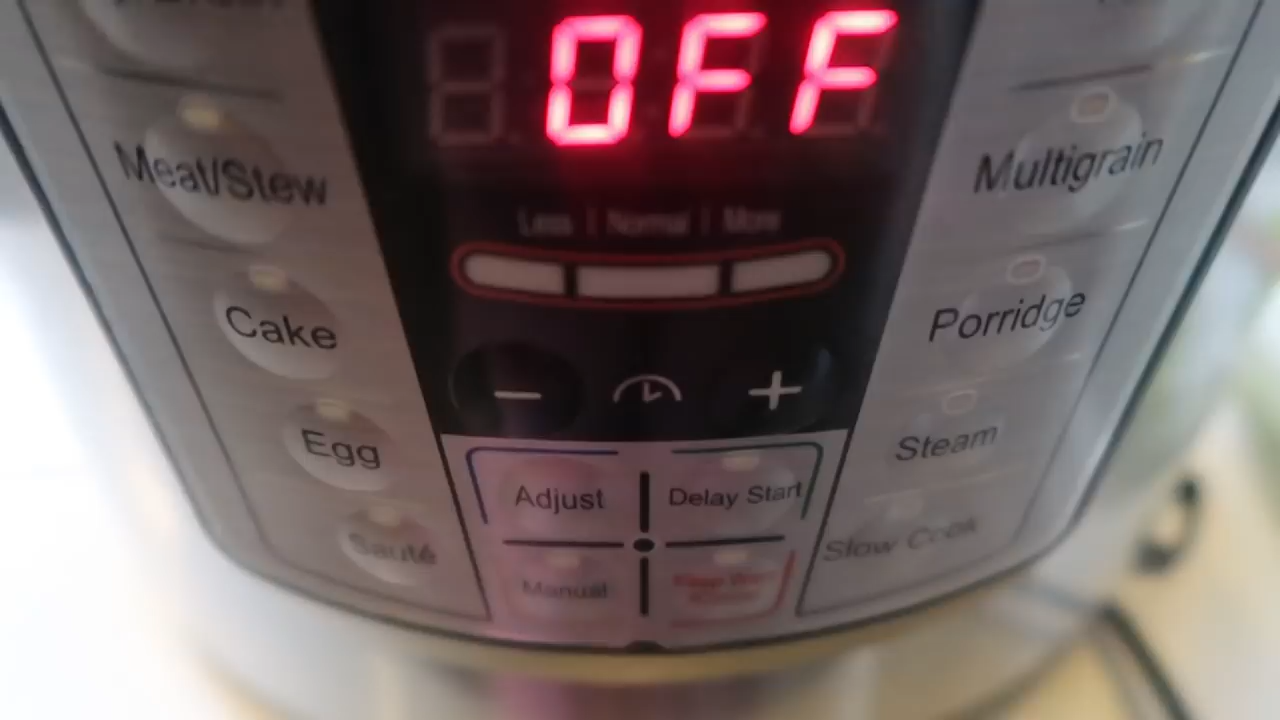 OFF
Less | Normal | More
Meat/Stew
Multigrain
Cake
Porridge
Egg
Steam
Sauté
Slow Cook
− +
Adjust
Delay Start
Manual